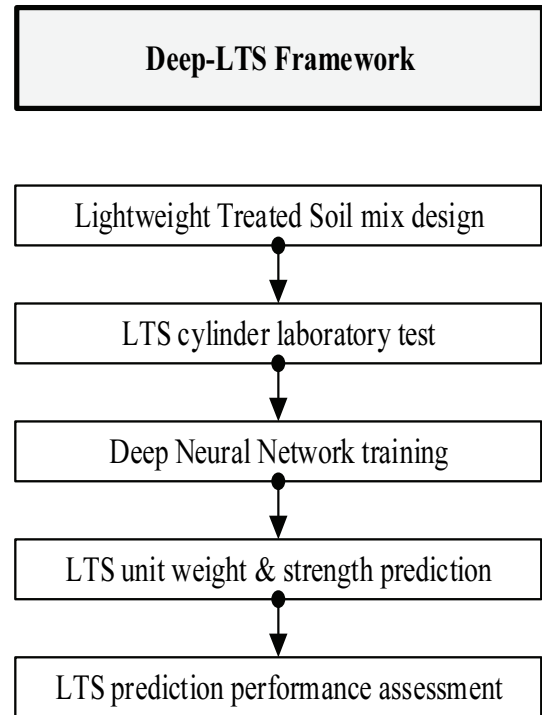 Deep-LTS Framework
Lightweight Treated Soil mix design
LTS cylinder laboratory test
Deep Neural Network training
LTS unit weight & strength prediction
LTS prediction performance assessment